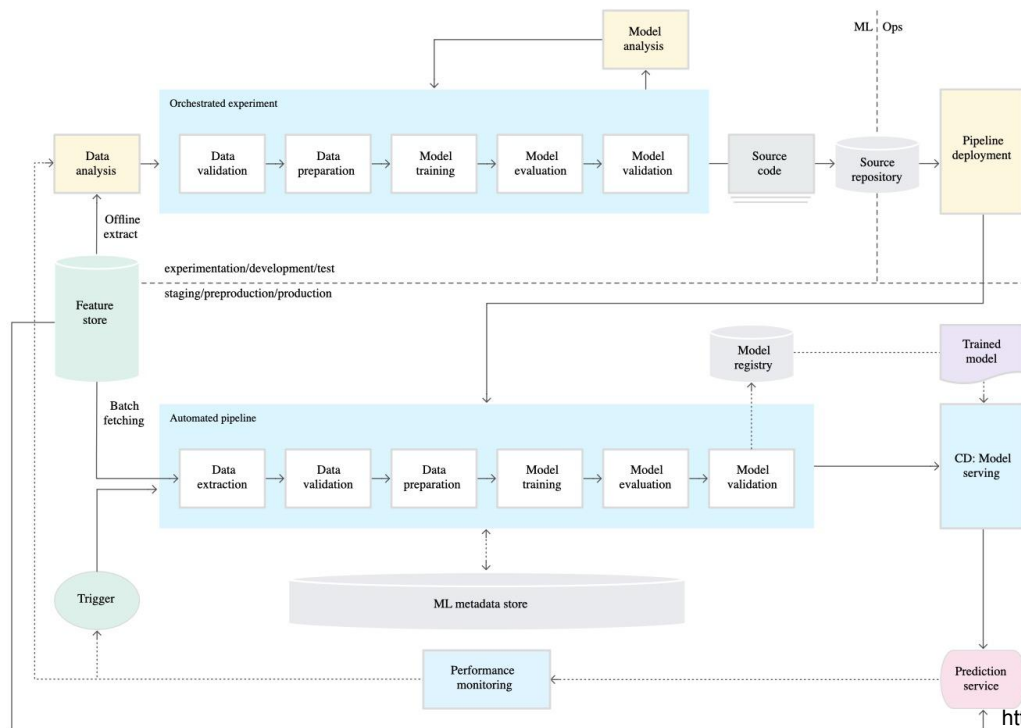 Model
analysis
ML
Ops
Orchestrated experiment
Data
analysis
Data
validation
Data
preparation
Model
training
Model
evaluation
Model
validation
Source
code
Source
repository
Pipeline
deployment
Offline
extract
experimentation/development/test
staging/preproduction/production
Feature
store
Model
registry
Trained
model
Batch
fetching
Automated pipeline
Data
extraction
Data
validation
Data
preparation
Model
training
Model
evaluation
Model
validation
CD: Model
serving
Trigger
ML metadata store
Performance
monitoring
Prediction
service
ht